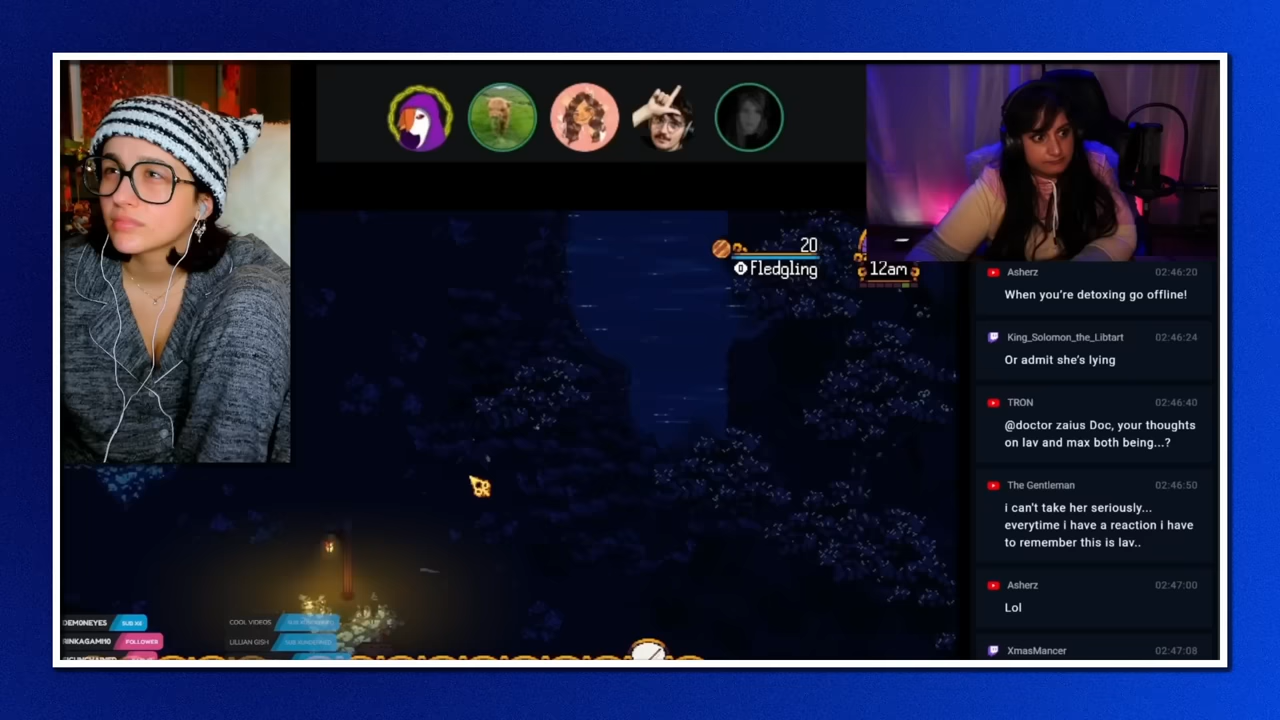 20
Fledgling
12am
Asherz 02:46:20
When you're detoxing go offline!
King_Solomon_the_Libtart 02:46:24
Or admit she's lying
TRON 02:46:40
@doctor zaius Doc, your thoughts
on lav and max both being...?
The Gentleman 02:46:50
i can't take her seriously...
everytime i have a reaction i have
to remember this is lav..
Asherz 02:47:00
Lol
XmasMancer 02:47:08
DEMONEYES SUB X6
COOL VIDEOS
RINKAGAMI10 FOLLOWER
LILLIAN GISH